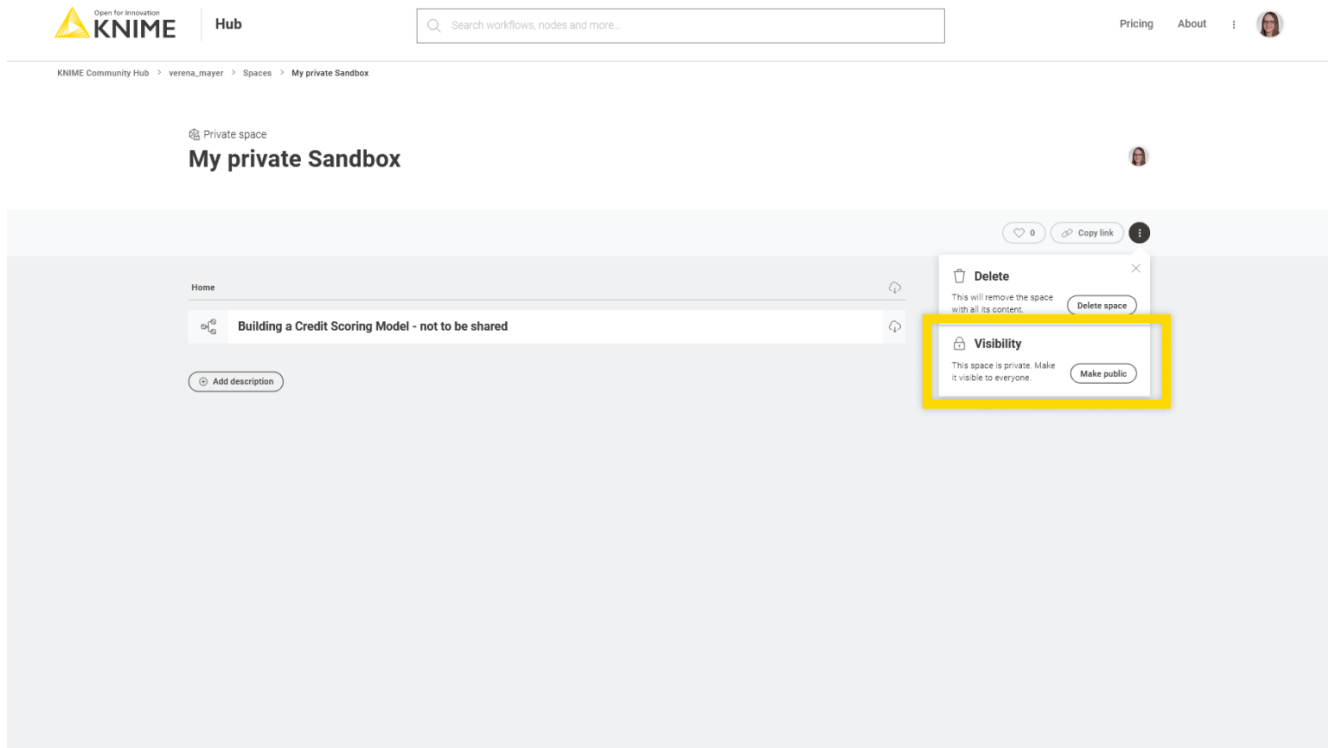 Open for Innovation
KNIME
Hub
Search workflows, nodes and more...
Pricing
About
KNIME Community Hub > verena_mayer > Spaces > My private Sandbox
Private space
My private Sandbox
0
Copy link
Delete
This will remove the space
with all its content.
Delete space
Home
Building a Credit Scoring Model - not to be shared
Visibility
This space is private. Make
it visible to everyone.
Make public
Add description